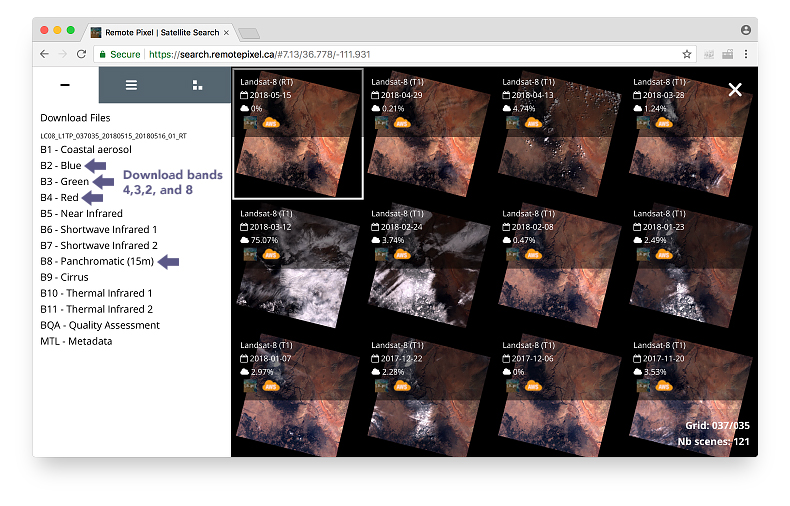 Remote Pixel | Satellite Search
Secure
https://search.remotepixel.ca/#7.13/36.778/-111.931
Download Files
LC08_L1TP_037035_20180515_20180516_01_RT
B1 - Coastal aerosol
B2 - Blue
B3 - Green
B4 - Red
B5 - Near Infrared
B6 - Shortwave Infrared 1
B7 - Shortwave Infrared 2
B8 - Panchromatic (15m)
B9 - Cirrus
B10 - Thermal Infrared 1
B11 - Thermal Infrared 2
BQA - Quality Assessment
MTL - Metadata
Download bands
4,3,2, and 8
Landsat-8 (RT)
2018-05-15
0%
AWS
Landsat-8 (T1)
2018-04-29
0.21%
AWS
Landsat-8 (T1)
2018-04-13
4.74%
AWS
Landsat-8 (T1)
2018-03-28
1.24%
AWS
Landsat-8 (T1)
2018-03-12
75.07%
AWS
Landsat-8 (T1)
2018-02-24
3.74%
AWS
Landsat-8 (T1)
2018-02-08
0.47%
AWS
Landsat-8 (T1)
2018-01-23
2.49%
AWS
Landsat-8 (T1)
2018-01-07
2.97%
AWS
Landsat-8 (T1)
2017-12-22
2.28%
AWS
Landsat-8 (T1)
2017-12-06
0%
AWS
Landsat-8 (T1)
2017-11-20
3.53%
AWS
Grid: 037/035
Nb scenes: 121